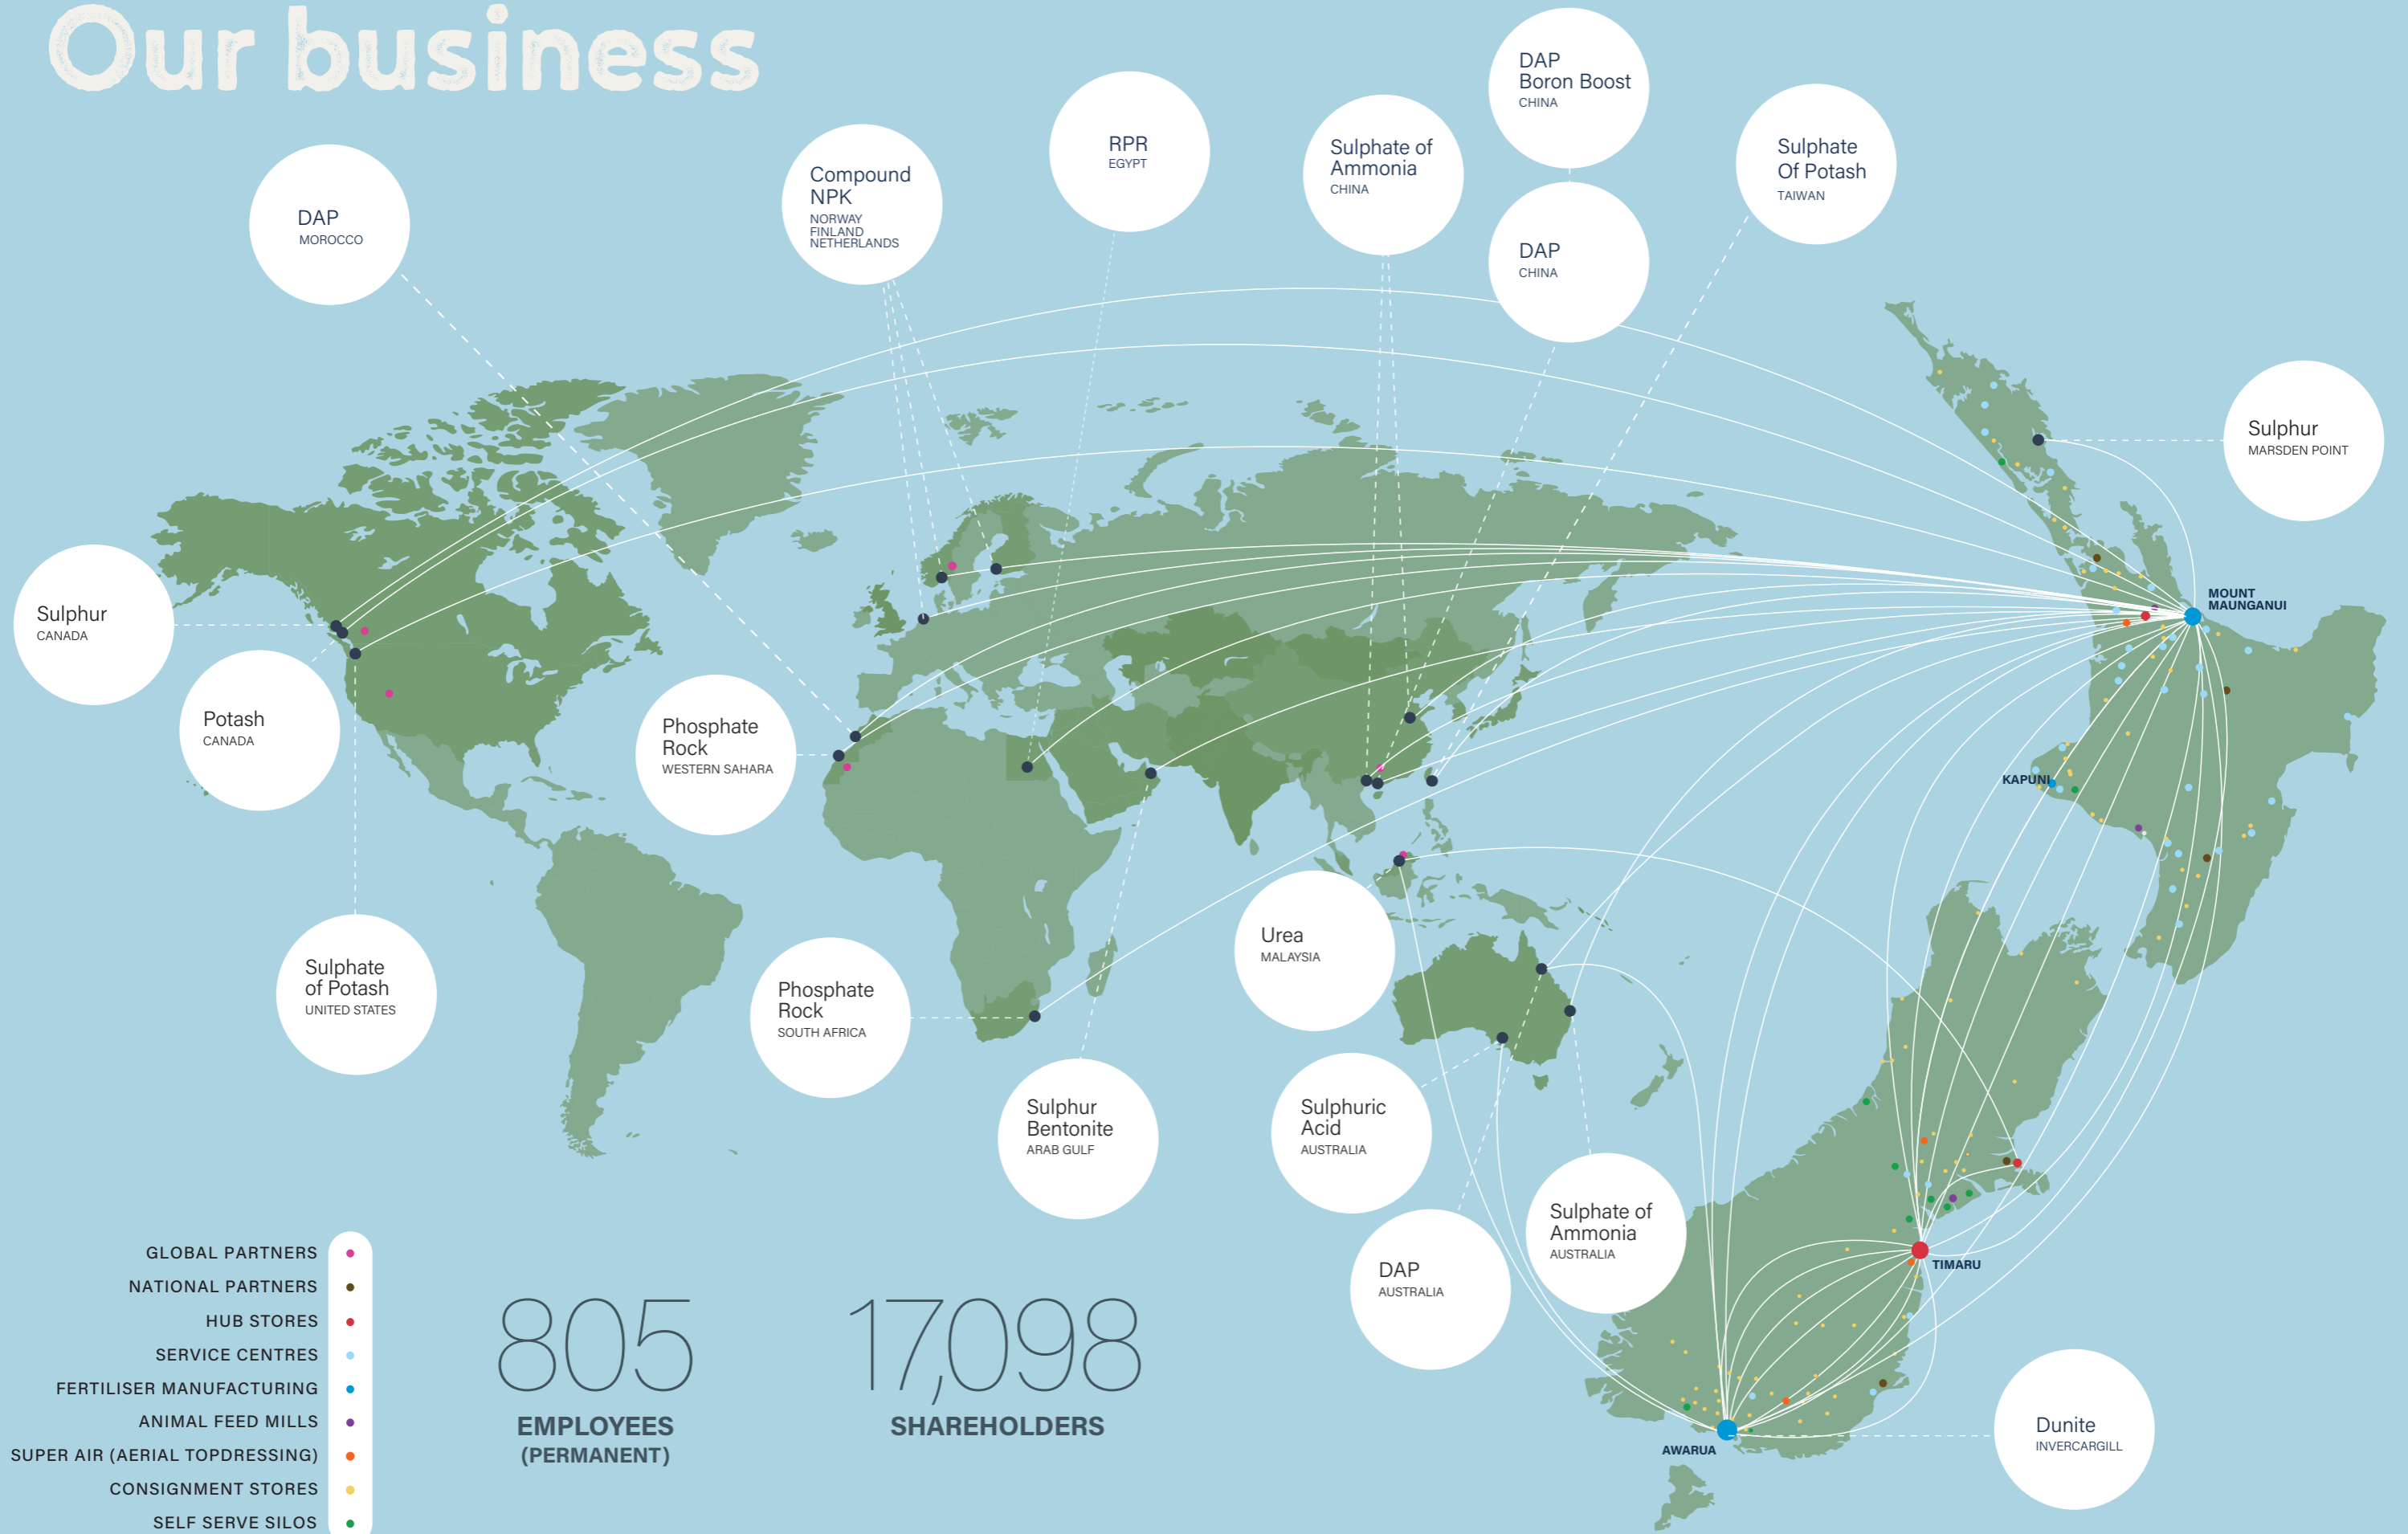 Our business
DAP
MOROCCO
Compound
NPK
NORWAY
FINLAND
NETHERLANDS
RPR
EGYPT
Sulphate of
Ammonia
CHINA
DAP
Boron Boost
CHINA
DAP
CHINA
Sulphate
Of Potash
TAIWAN
Sulphur
MARSDEN POINT
Sulphur
CANADA
Potash
CANADA
Sulphate
of Potash
UNITED STATES
Phosphate
Rock
WESTERN SAHARA
Phosphate
Rock
SOUTH AFRICA
Sulphur
Bentonite
ARAB GULF
Urea
MALAYSIA
Sulphuric
Acid
AUSTRALIA
DAP
AUSTRALIA
Sulphate of
Ammonia
AUSTRALIA
MOUNT
MAUNGANUI
KAPUNI
TIMARU
AWARUA
Dunite
INVERCARGILL
GLOBAL PARTNERS
NATIONAL PARTNERS
HUB STORES
SERVICE CENTRES
FERTILISER MANUFACTURING
ANIMAL FEED MILLS
SUPER AIR (AERIAL TOPDRESSING)
CONSIGNMENT STORES
SELF SERVE SILOS
805
EMPLOYEES
(PERMANENT)
17,098
SHAREHOLDERS